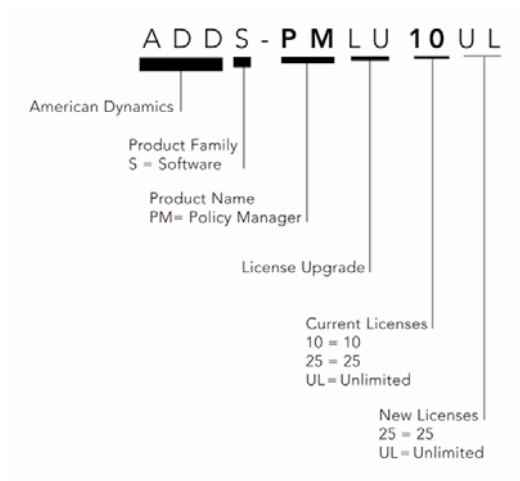 ADDS-PMLU10UL
American Dynamics
Product Family
S = Software
Product Name
PM= Policy Manager
License Upgrade
Current Licenses
10 = 10
25 = 25
UL=Unlimited
New Licenses
25 = 25
UL=Unlimited